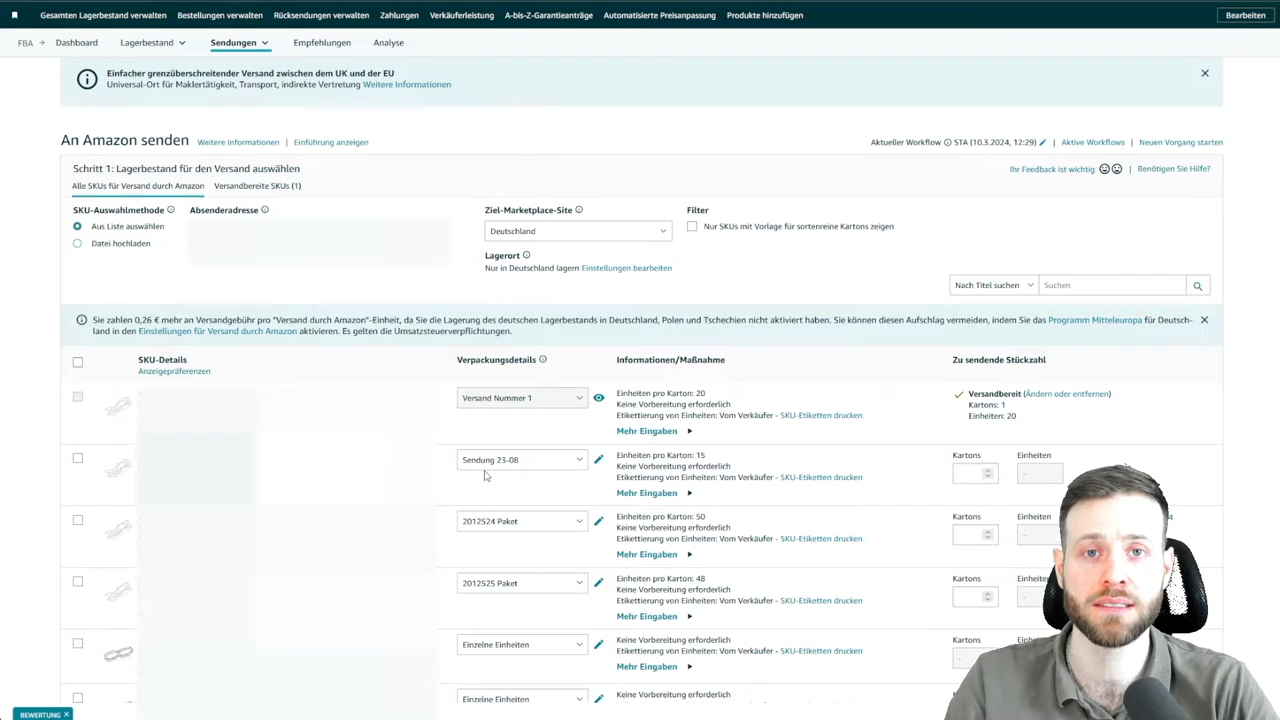 Gesamten Lagerbestand verwalten Bestellungen verwalten Rücksendungen verwalten Zahlungen Verkäuferleistung A-bis-Z-Garantieanträge Automatisierte Preisanpassung Produkte hinzufügen Bearbeiten
FBA → Dashboard Lagerbestand Sendungen Empfehlungen Analyse
Einfacher grenzüberschreitender Versand zwischen dem UK und der EU
Universal-Ort für Maklertätigkeit, Transport, indirekte Vertretung Weitere Informationen
An Amazon senden Weitere Informationen | Einführung anzeigen Aktueller Workflow STA (10.3.2024, 12:29) | Aktive Workflows | Neuen Vorgang starten
Schritt 1: Lagerbestand für den Versand auswählen Ihr Feedback ist wichtig | Benötigen Sie Hilfe?
Alle SKUs für Versand durch Amazon Versandbereite SKUs (1)
SKU-Auswahlmethode Absenderadresse Ziel-Marketplace-Site Filter
Aus Liste auswählen Deutschland Nur SKUs mit Vorlage für sortenreine Kartons zeigen
Datei hochladen
Lagerort
Nur in Deutschland lagern Einstellungen bearbeiten
Nach Titel suchen Suchen
Sie zahlen 0,26 € mehr an Versandgebühr pro "Versand durch Amazon"-Einheit, da Sie die Lagerung des deutschen Lagerbestands in Deutschland, Polen und Tschechien nicht aktiviert haben. Sie können diesen Aufschlag vermeiden, indem Sie das Programm Mitteleuropa für Deutsch-
land in den Einstellungen für Versand durch Amazon aktivieren. Es gelten die Umsatzsteuerverpflichtungen.
SKU-Details Verpackungsdetails Informationen/Maßnahme Zu sendende Stückzahl
Anzeigepräferenzen
Versand Nummer 1 Einheiten pro Karton: 20 Versandbereit (Ändern oder entfernen)
Keine Vorbereitung erforderlich Kartons: 1
Etikettierung von Einheiten: Vom Verkäufer - SKU-Etiketten drucken Einheiten: 20
Mehr Eingaben
Sendung 23-08 Einheiten pro Karton: 15 Kartons Einheiten
Keine Vorbereitung erforderlich
Etikettierung von Einheiten: Vom Verkäufer - SKU-Etiketten drucken
Mehr Eingaben
2012524 Paket Einheiten pro Karton: 50 Kartons Einheiten 4
Keine Vorbereitung erforderlich
Etikettierung von Einheiten: Vom Verkäufer - SKU-Etiketten drucken
Mehr Eingaben
2012525 Paket Einheiten pro Karton: 48 Kartons Einheiten
Keine Vorbereitung erforderlich
Etikettierung von Einheiten: Vom Verkäufer - SKU-Etiketten drucken
Mehr Eingaben
Einzelne Einheiten Keine Vorbereitung erforderlich Kartons
Etikettierung von Einheiten: Vom Verkäufer - SKU-Etiketten drucken
Mehr Eingaben
Einzelne Einheiten Keine Vorbereitung erforderlich Kartons
BEWERTUNG ×